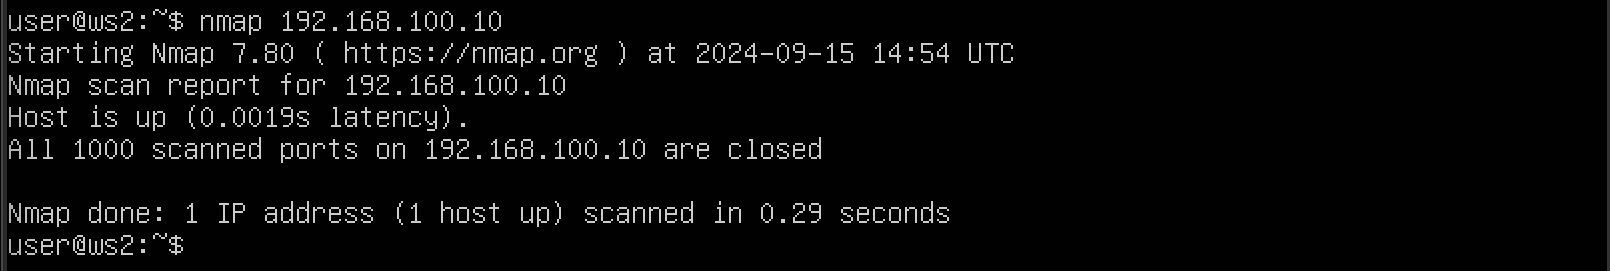 user@ws2:~$ nmap 192.168.100.10
Starting Nmap 7.80 ( https://nmap.org ) at 2024-09-15 14:54 UTC
Nmap scan report for 192.168.100.10
Host is up (0.0019s latency).
All 1000 scanned ports on 192.168.100.10 are closed

Nmap done: 1 IP address (1 host up) scanned in 0.29 seconds
user@ws2:~$